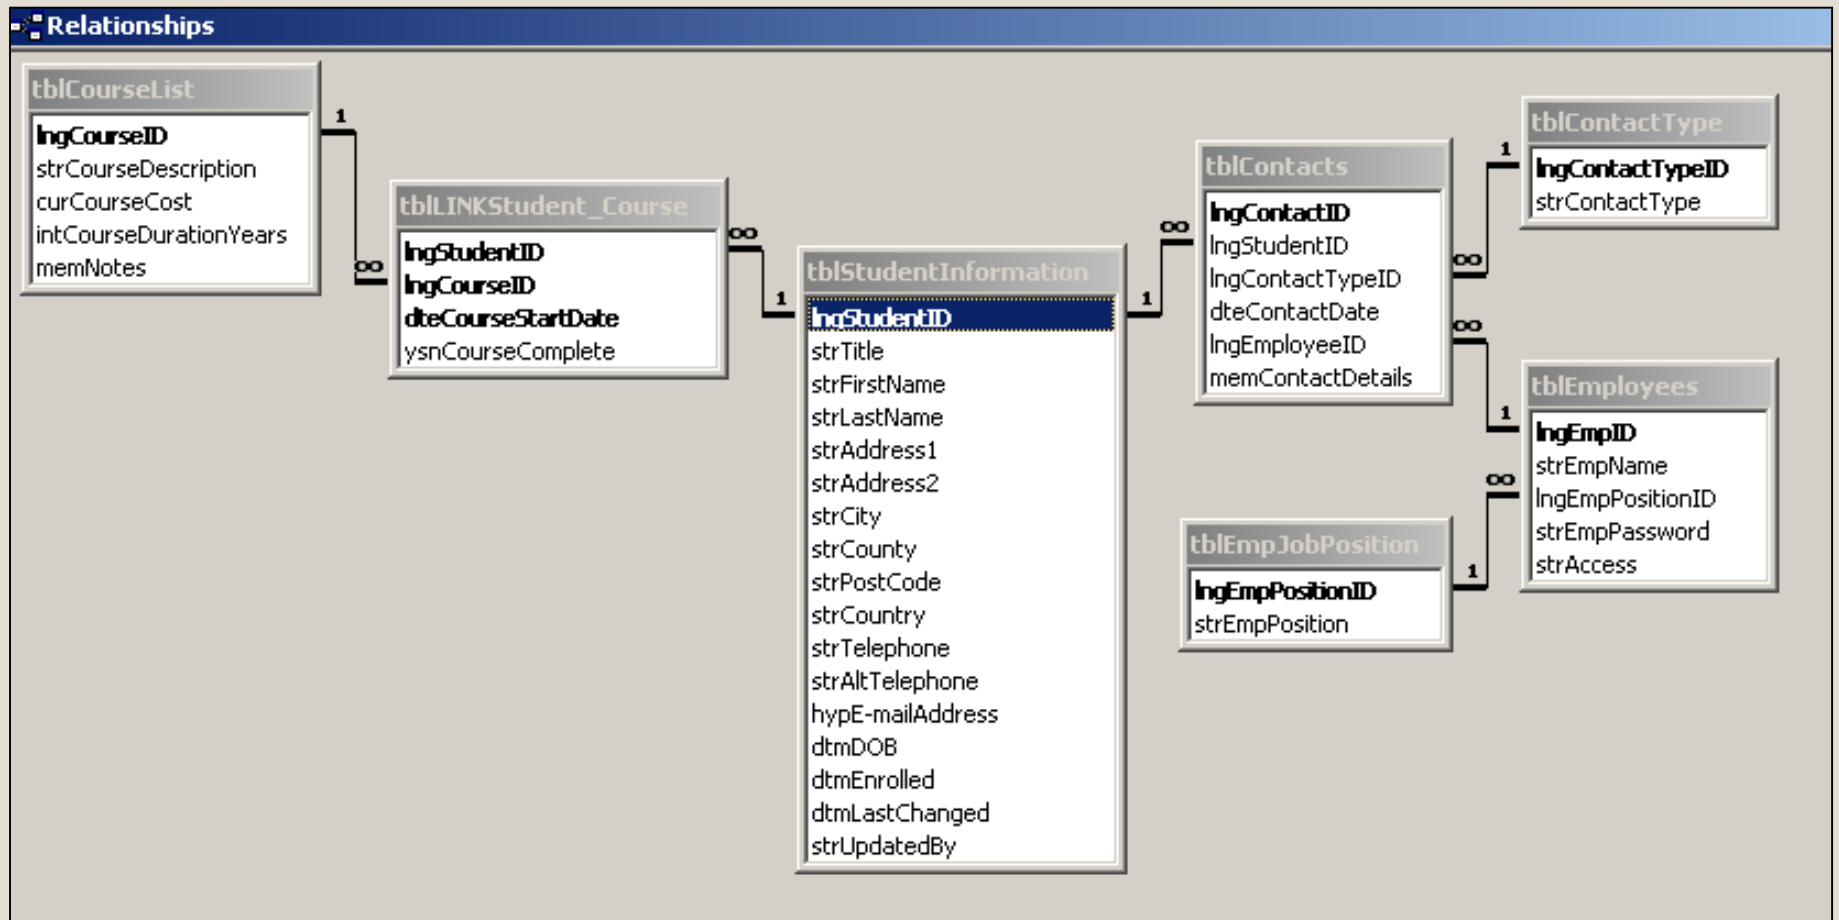 Relationships
tblCourseList
lngCourseID
strCourseDescription
curCourseCost
intCourseDurationYears
memNotes
1
∞
tblLINKStudent_Course
lngStudentID
lngCourseID
dteCourseStartDate
ysnCourseComplete
∞
1
tblStudentInformation
lngStudentID
strTitle
strFirstName
strLastName
strAddress1
strAddress2
strCity
strCounty
strPostCode
strCountry
strTelephone
strAltTelephone
hypE-mailAddress
dtmDOB
dtmEnrolled
dtmLastChanged
strUpdatedBy
1
∞
tblContacts
lngContactID
lngStudentID
lngContactTypeID
dteContactDate
lngEmployeeID
memContactDetails
∞
1
tblContactType
lngContactTypeID
strContactType
∞
1
tblEmployees
lngEmpID
strEmpName
lngEmpPositionID
strEmpPassword
strAccess
∞
1
tblEmpJobPosition
lngEmpPositionID
strEmpPosition